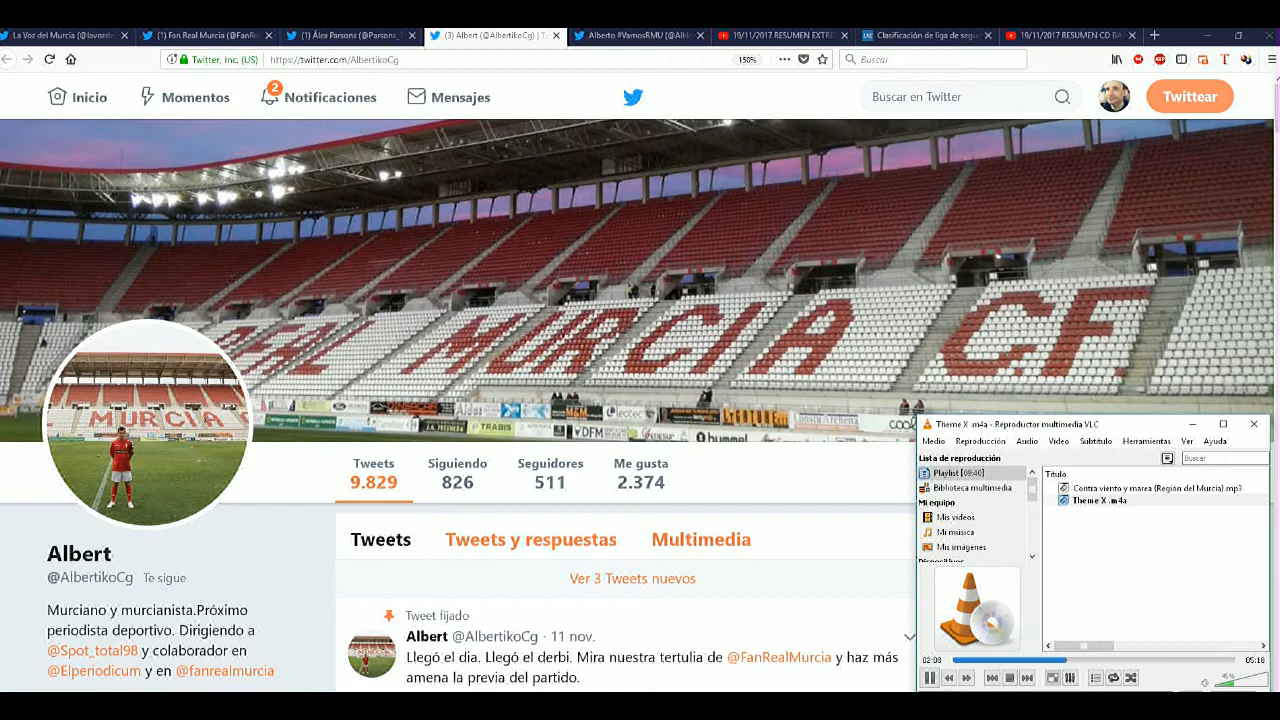 La Voz del Murcia (@lavozdel
(1) Fan Real Murcia (@FanRe
(1) Álex Parsons (@Parsons_
(3) Albert (@AlbertikoCg) | T
Alberto #VamosRMU (@AlHe
19/11/2017 RESUMEN EXTRE
Clasificación de liga de segu
19/11/2017 RESUMEN CD BA
Twitter, Inc. (US)
https://twitter.com/AlbertikoCg
150%
Buscar
Inicio
Momentos
2
Notificaciones
Mensajes
Buscar en Twitter
Twittear
REAL MURCIA C.F.
MURCIA
Tweets
9.829
Siguiendo
826
Seguidores
511
Me gusta
2.374
Albert
@AlbertikoCg Te sigue
Murciano y murcianista.Próximo
periodista deportivo. Dirigiendo a
@Spot_total98 y colaborador en
@Elperiodicum y en @fanrealmurcia
Tweets
Tweets y respuestas
Multimedia
Ver 3 Tweets nuevos
Tweet fijado
Albert @AlbertikoCg · 11 nov.
Llegó el día. Llegó el derbi. Mira nuestra tertulia de @FanRealMurcia y haz más
amena la previa del partido.
Theme X .m4a - Reproductor multimedia VLC
Medio Reproducción Audio Vídeo Subtítulo Herramientas Ver Ayuda
Lista de reproducción
Buscar
Playlist [09:40]
Biblioteca multimedia
Mi equipo
Mis vídeos
Mi música
Mis imágenes
Dispositivos
Título
Contra viento y marea (Región del Murcia).mp3
Theme X .m4a
02:08
05:18
45%